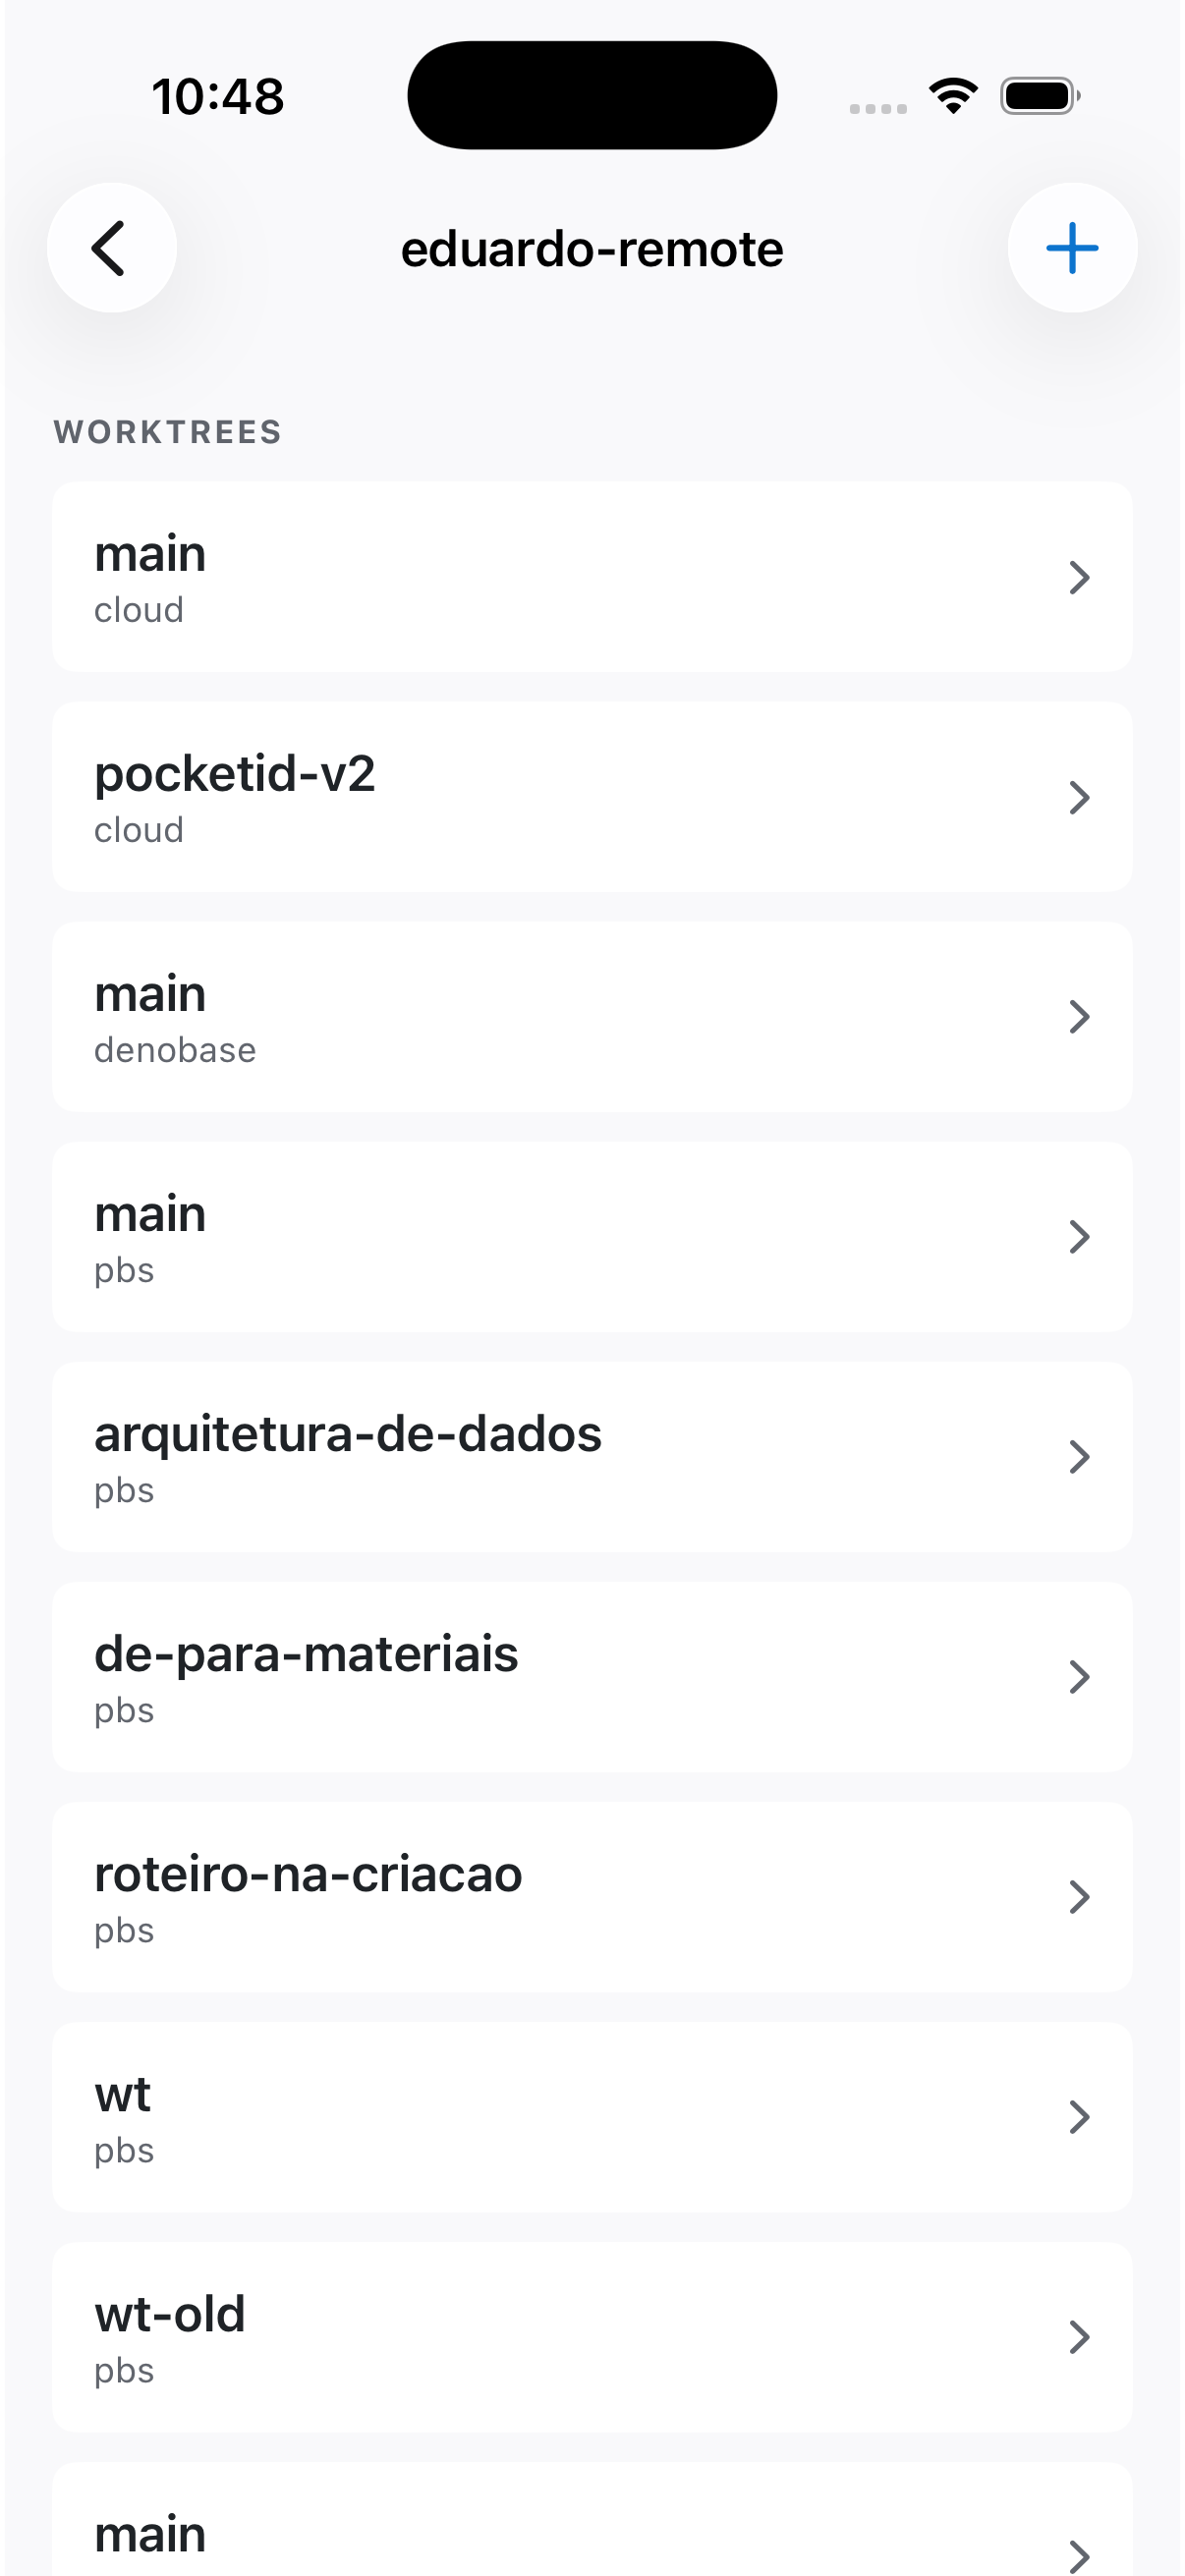 10:48
eduardo-remote
WORKTREES
main
cloud
pocketid-v2
cloud
main
denobase
main
pbs
arquitetura-de-dados
pbs
de-para-materiais
pbs
roteiro-na-criacao
pbs
wt
pbs
wt-old
pbs
main